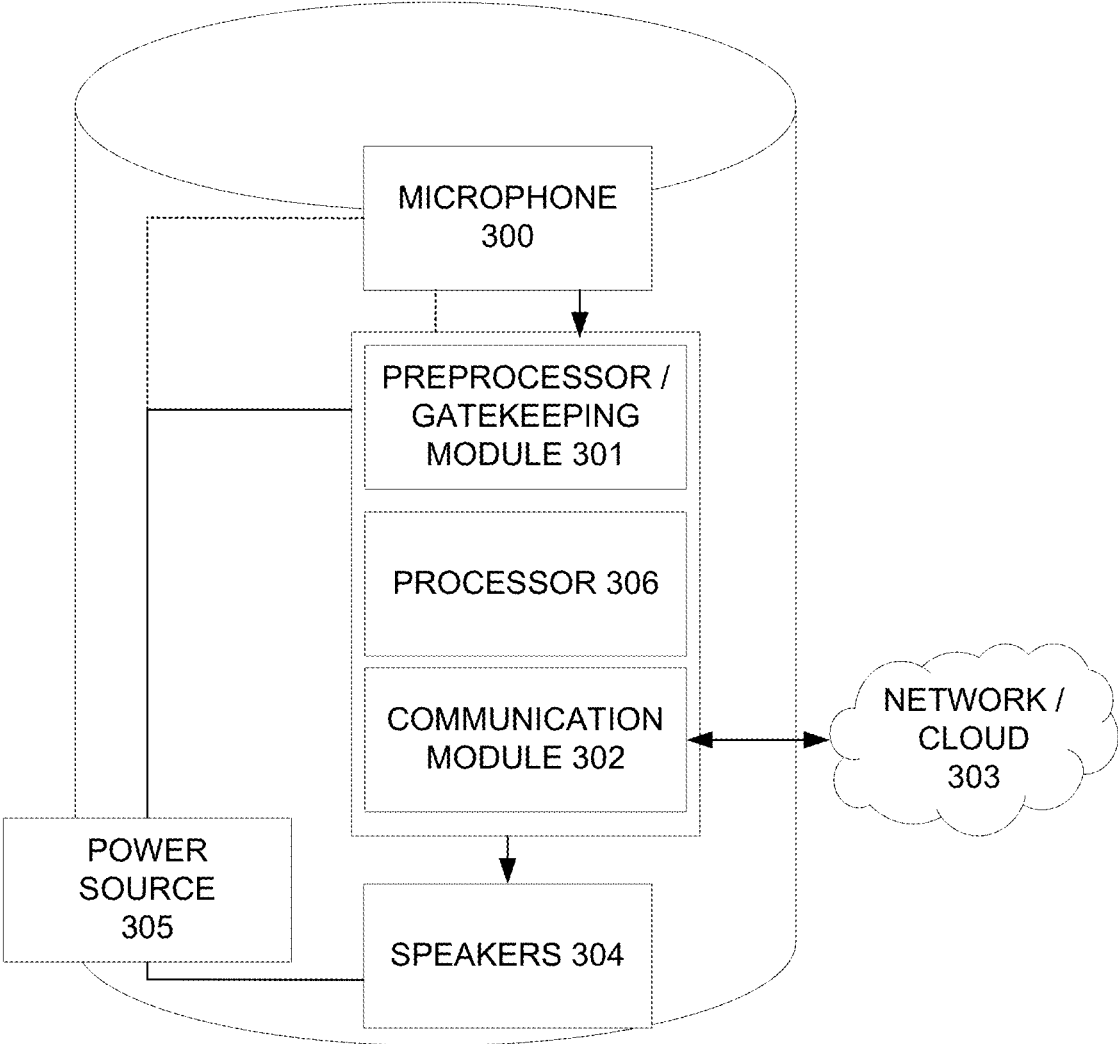 MICROPHONE
300
PREPROCESSOR /
GATEKEEPING
MODULE 301
PROCESSOR 306
COMMUNICATION
MODULE 302
NETWORK /
CLOUD
303
POWER
SOURCE
305
SPEAKERS 304